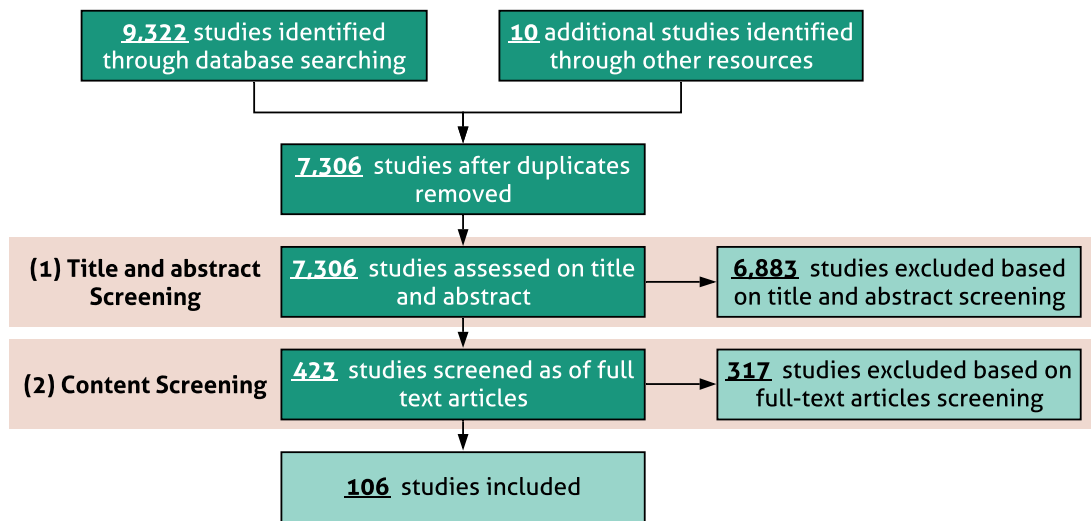 9,322 studies identified
through database searching
10 additional studies identified
through other resources
7,306 studies after duplicates
removed
(1) Title and abstract
Screening
7,306 studies assessed on title
and abstract
6,883 studies excluded based
on title and abstract screening
(2) Content Screening
423 studies screened as of full
text articles
317 studies excluded based on
full-text articles screening
106 studies included